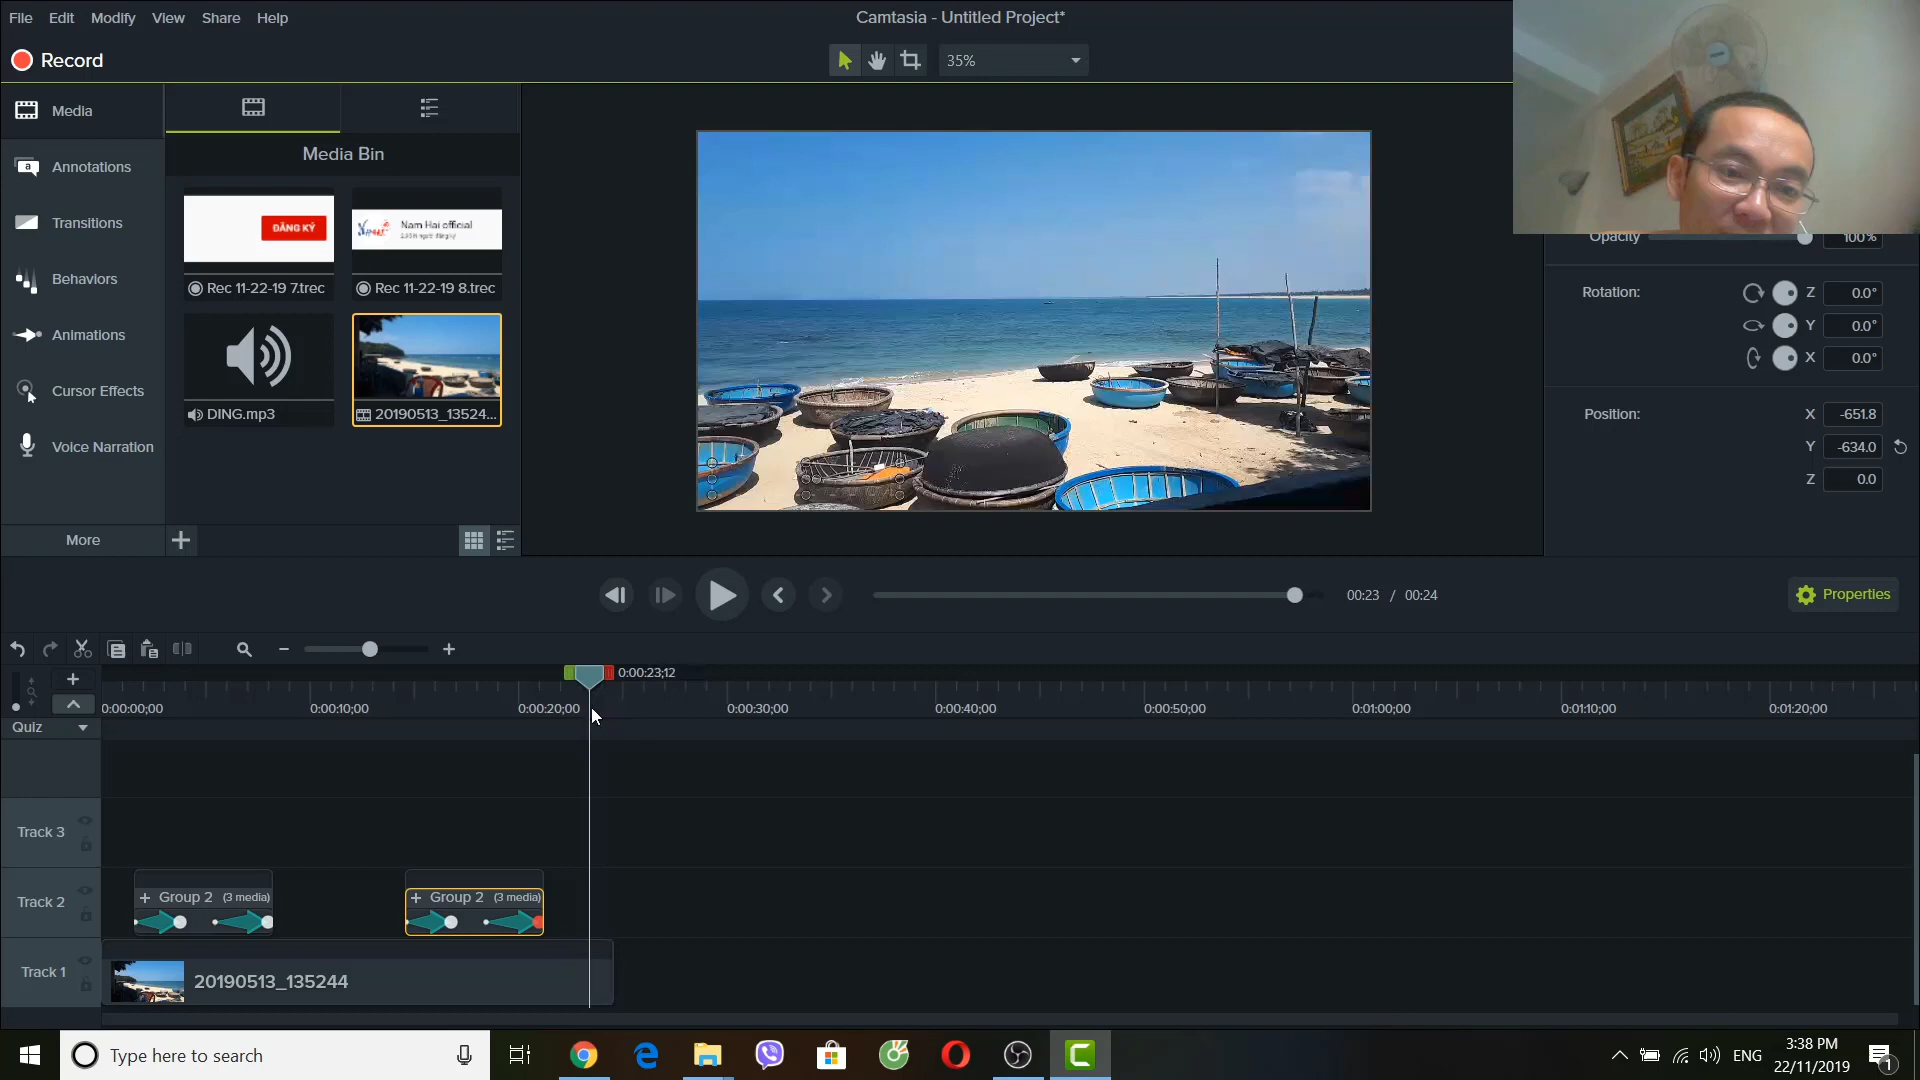 File Edit Modify View Share Help
Camtasia - Untitled Project*
Record
35%
Media
Annotations
Transitions
Behaviors
Animations
Cursor Effects
Voice Narration
More
Media Bin
ĐĂNG KÝ
Nam Hai official
Rec 11-22-19 7.trec
Rec 11-22-19 8.trec
DING.mp3
20190513_13524...
Opacity 100%
Rotation: Z 0.0°
Y 0.0°
X 0.0°
Position: X -651.8
Y -634.0
Z 0.0
00:23 / 00:24
Properties
0:00:23;12
0:00:00;00 0:00:10;00 0:00:20;00 0:00:30;00 0:00:40;00 0:00:50;00 0:01:00;00 0:01:10;00 0:01:20;00
Quiz
Track 3
Track 2
+ Group 2 (3 media)
+ Group 2 (3 media)
Track 1
20190513_135244
Type here to search
ENG
3:38 PM
22/11/2019
1